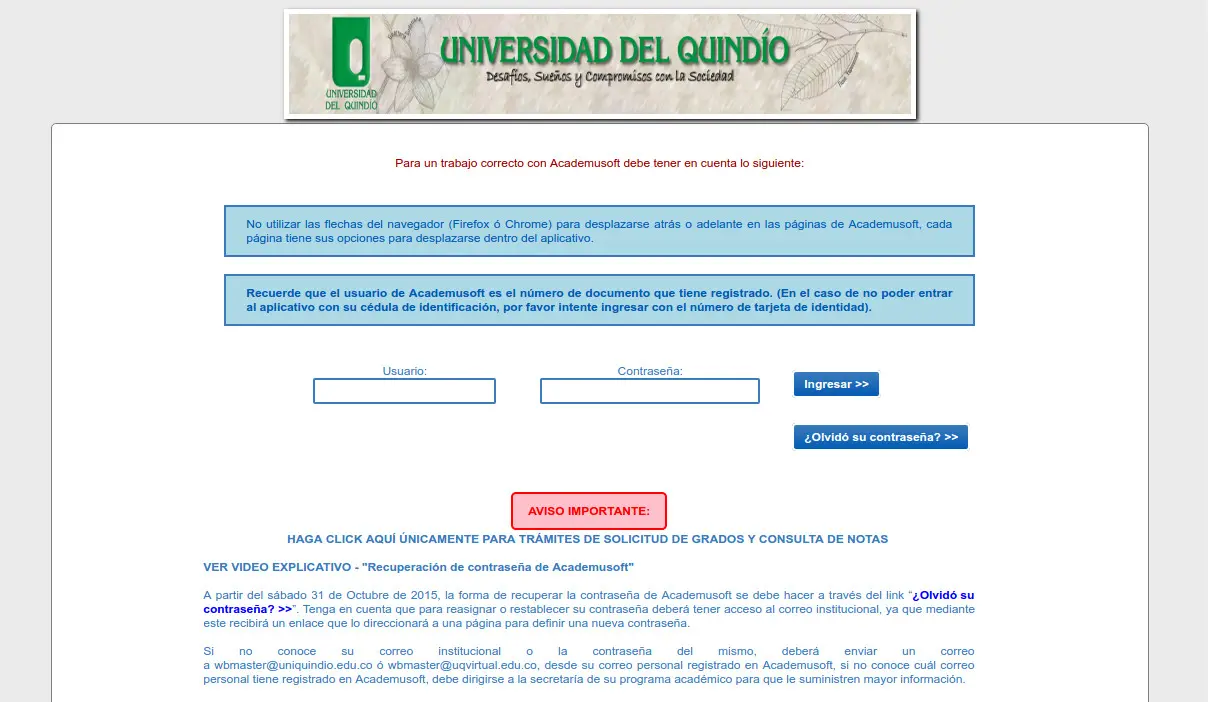 UNIVERSIDAD DEL QUINDÍO
Desafíos, Sueños y Compromisos con la Sociedad
UNIVERSIDAD
DEL QUINDÍO
Para un trabajo correcto con Academusoft debe tener en cuenta lo siguiente:
No utilizar las flechas del navegador (Firefox ó Chrome) para desplazarse atrás o adelante en las páginas de Academusoft, cada
página tiene sus opciones para desplazarse dentro del aplicativo.
Recuerde que el usuario de Academusoft es el número de documento que tiene registrado. (En el caso de no poder entrar
al aplicativo con su cédula de identificación, por favor intente ingresar con el número de tarjeta de identidad).
Usuario:
Contraseña:
Ingresar >>
¿Olvidó su contraseña? >>
AVISO IMPORTANTE:
HAGA CLICK AQUÍ ÚNICAMENTE PARA TRÁMITES DE SOLICITUD DE GRADOS Y CONSULTA DE NOTAS
VER VIDEO EXPLICATIVO - "Recuperación de contraseña de Academusoft"
A partir del sábado 31 de Octubre de 2015, la forma de recuperar la contraseña de Academusoft se debe hacer a través del link "¿Olvidó su
contraseña? >>". Tenga en cuenta que para reasignar o restablecer su contraseña deberá tener acceso al correo institucional, ya que mediante
este recibirá un enlace que lo direccionará a una página para definir una nueva contraseña.
Si no conoce su correo institucional o la contraseña del mismo, deberá enviar un correo
a wbmaster@uniquindio.edu.co ó wbmaster@uqvirtual.edu.co, desde su correo personal registrado en Academusoft, si no conoce cuál correo
personal tiene registrado en Academusoft, debe dirigirse a la secretaría de su programa académico para que le suministren mayor información.